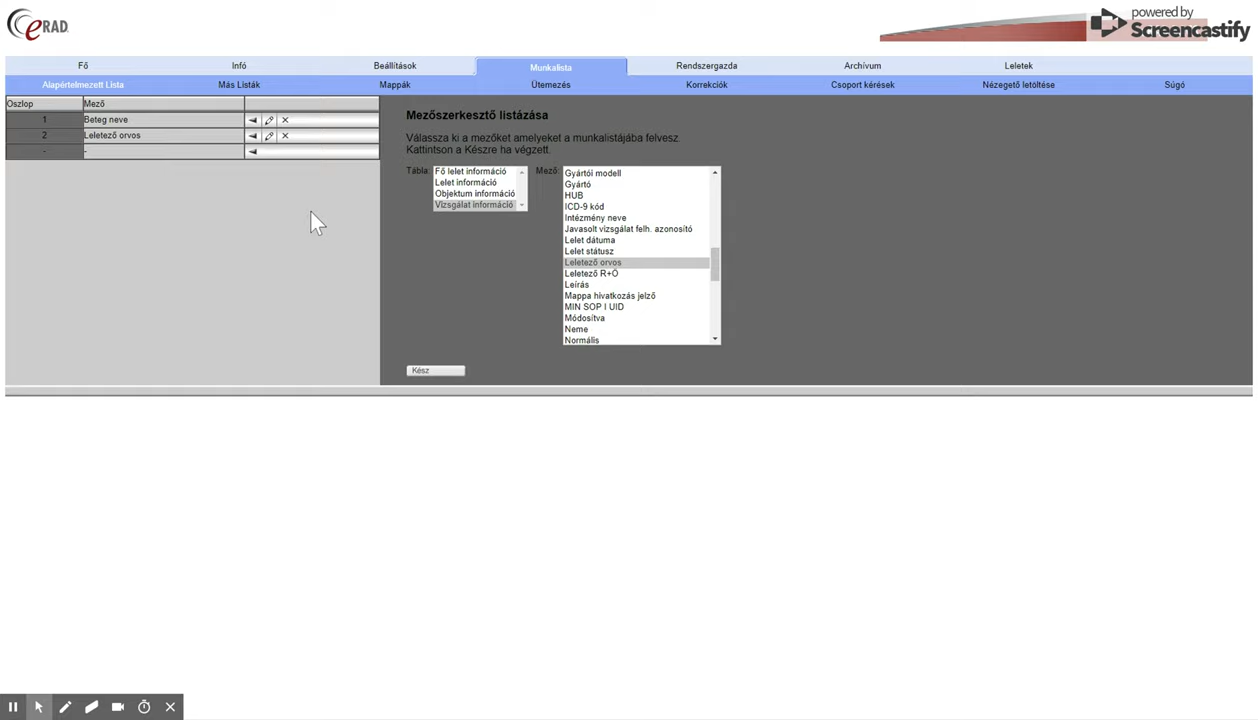 eRAD
powered by
Screencastify
Fő Infó Beállítások Munkalista Rendszergazda Archívum Leletek
Alapértelmezett Lista Más Listák Mappák Ütemezés Korrekciók Csoport kérések Nézegető letöltése Súgó
Oszlop Mező
1 Beteg neve
2 Leletező orvos
- -
Mezőszerkesztő listázása
Válassza ki a mezőket amelyeket a munkalistájába felvesz.
Kattintson a Készre ha végzett.
Tábla:
Fő lelet információ
Lelet információ
Objektum információ
Vizsgálat információ
Mező:
Gyártói modell
Gyártó
HUB
ICD-9 kód
Intézmény neve
Javasolt vizsgálat felh. azonosító
Lelet dátuma
Lelet státusz
Leletező orvos
Leletező R+Ö
Leírás
Mappa hivatkozás jelző
MIN SOP I UID
Módosítva
Neme
Normális
Kész